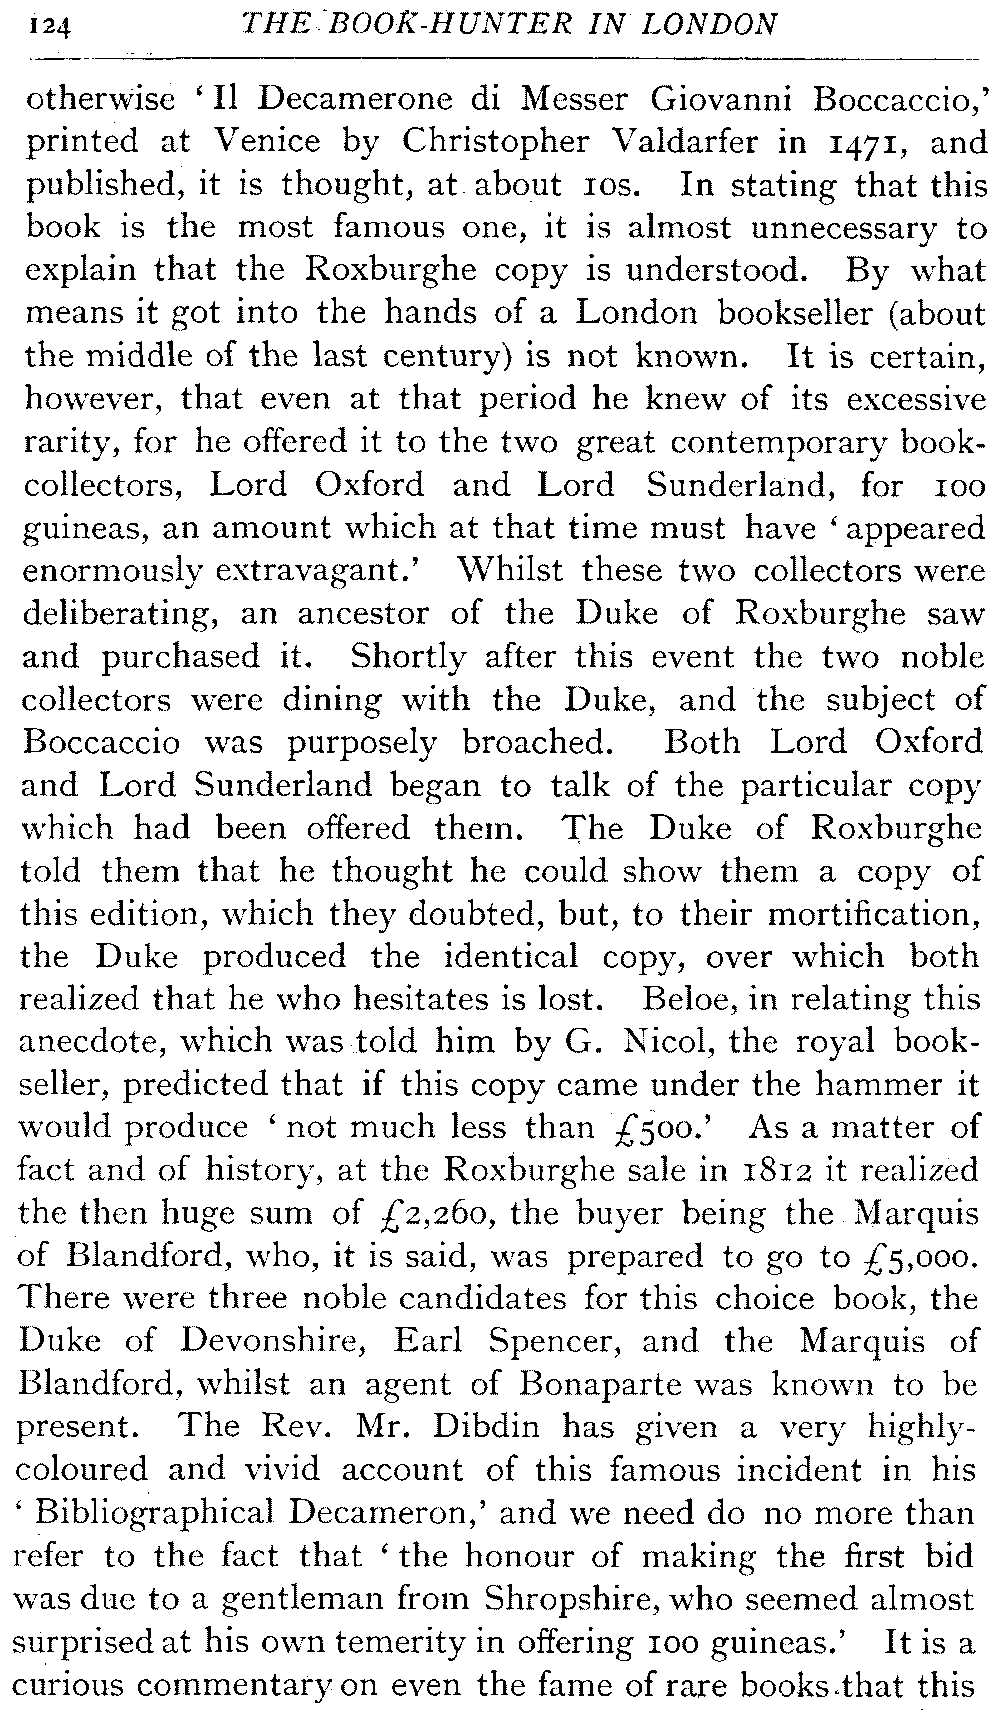 124 THE BOOK-HUNTER IN LONDON
otherwise ‘Il Decamerone di Messer Giovanni Boccaccio,’
printed at Venice by Christopher Valdarfer in 1471, and
published, it is thought, at about 10s. In stating that this
book is the most famous one, it is almost unnecessary to
explain that the Roxburghe copy is understood. By what
means it got into the hands of a London bookseller (about
the middle of the last century) is not known. It is certain,
however, that even at that period he knew of its excessive
rarity, for he offered it to the two great contemporary book-
collectors, Lord Oxford and Lord Sunderland, for 100
guineas, an amount which at that time must have ‘appeared
enormously extravagant.’ Whilst these two collectors were
deliberating, an ancestor of the Duke of Roxburghe saw
and purchased it. Shortly after this event the two noble
collectors were dining with the Duke, and the subject of
Boccaccio was purposely broached. Both Lord Oxford
and Lord Sunderland began to talk of the particular copy
which had been offered them. The Duke of Roxburghe
told them that he thought he could show them a copy of
this edition, which they doubted, but, to their mortification,
the Duke produced the identical copy, over which both
realized that he who hesitates is lost. Beloe, in relating this
anecdote, which was told him by G. Nicol, the royal book-
seller, predicted that if this copy came under the hammer it
would produce ‘not much less than £500.’ As a matter of
fact and of history, at the Roxburghe sale in 1812 it realized
the then huge sum of £2,260, the buyer being the Marquis
of Blandford, who, it is said, was prepared to go to £5,000.
There were three noble candidates for this choice book, the
Duke of Devonshire, Earl Spencer, and the Marquis of
Blandford, whilst an agent of Bonaparte was known to be
present. The Rev. Mr. Dibdin has given a very highly-
coloured and vivid account of this famous incident in his
‘Bibliographical Decameron,’ and we need do no more than
refer to the fact that ‘the honour of making the first bid
was due to a gentleman from Shropshire, who seemed almost
surprised at his own temerity in offering 100 guineas.’ It is a
curious commentary on even the fame of rare books that this